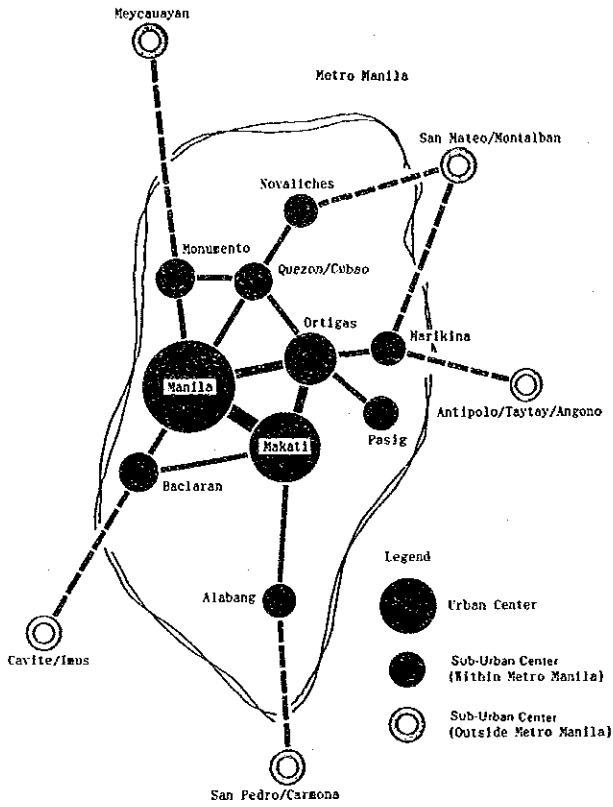 Meycauayan
Metro Manila
San Mateo/Montalban
Novaliches
Monumento
Quezon/Cubao
Ortigas
Marikina
Manila
Antipolo/Taytay/Angono
Pasig
Makati
Baclaran
Legend
Alabang
Urban Center
Cavite/Imus
Sub-Urban Center
(Within Metro Manila)
Sub-Urban Center
(Outside Metro Manila)
San Pedro/Carmona